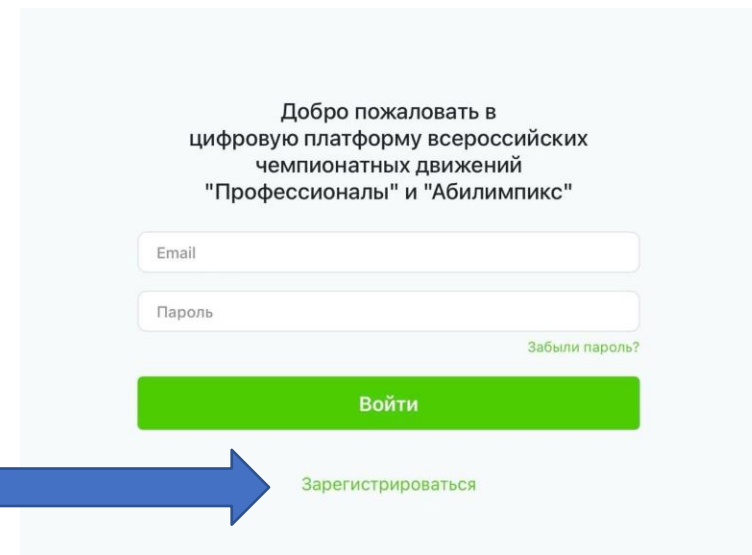 Добро пожаловать в
цифровую платформу всероссийских
чемпионатных движений
"Профессионалы" и "Абилимпикс"
Email
Пароль
Забыли пароль?
Войти
Зарегистрироваться